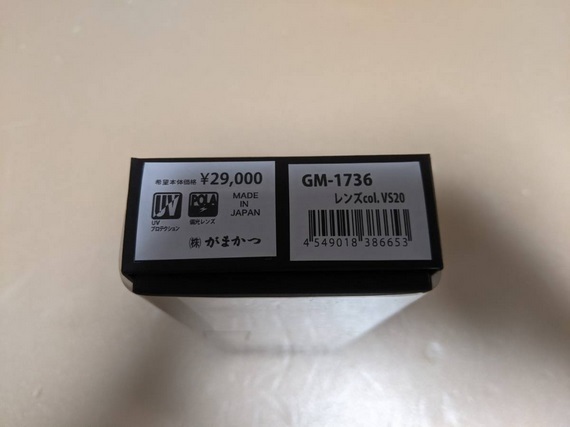 希望本体価格 ¥29,000
UV
UV
プロテクション
POLA
偏光レンズ
MADE
IN
JAPAN
㈱がまかつ
GM-1736
レンズcol. VS20
4 549018 386653